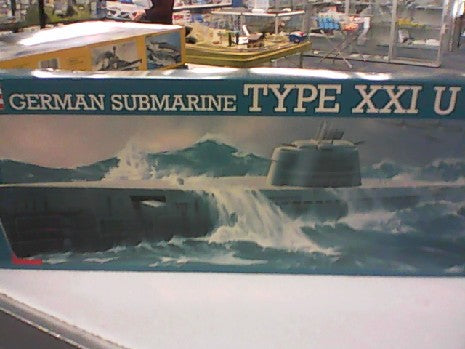 GERMAN SUBMARINE TYPE XXI U